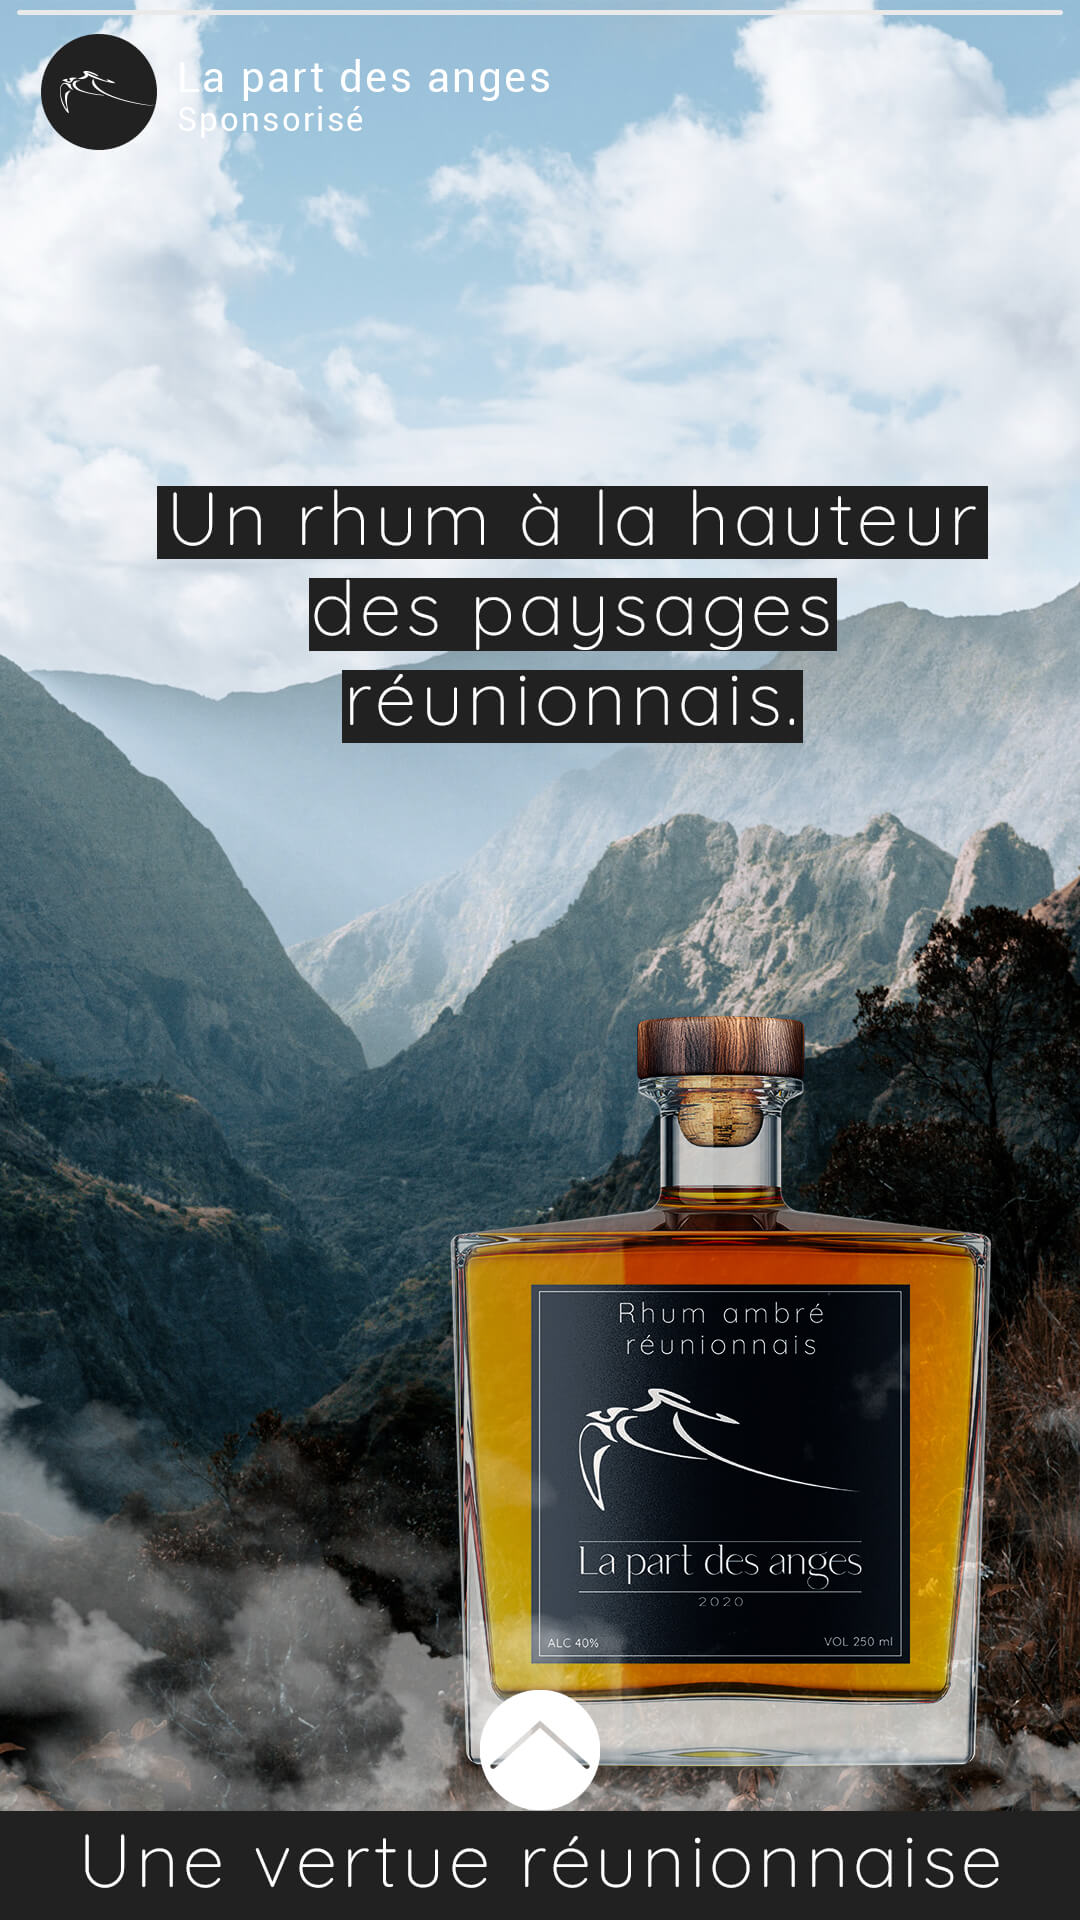 La part des anges
Sponsorisé
Un rhum à la hauteur
des paysages
réunionnais.
Rhum ambré
réunionnais
La part des anges
2020
ALC 40%
VOL 250 ml
Une vertue réunionnaise